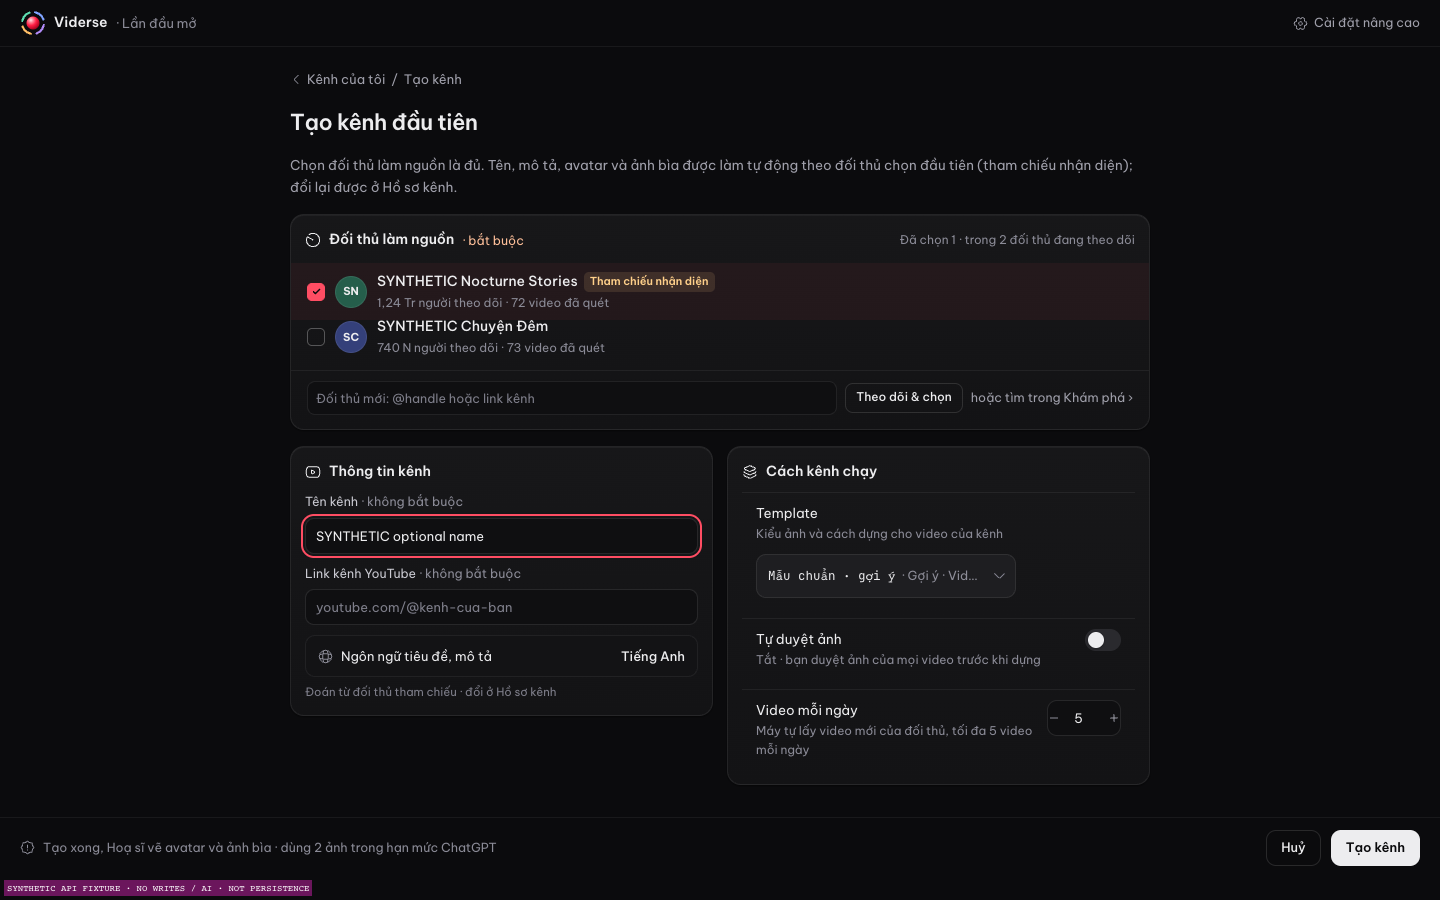 Viderse · Lần đầu mở
Cài đặt nâng cao
Kênh của tôi / Tạo kênh
Tạo kênh đầu tiên
Chọn đối thủ làm nguồn là đủ. Tên, mô tả, avatar và ảnh bìa được làm tự động theo đối thủ chọn đầu tiên (tham chiếu nhận diện);
đổi lại được ở Hồ sơ kênh.
Đối thủ làm nguồn · bắt buộc
Đã chọn 1 · trong 2 đối thủ đang theo dõi
SN
SYNTHETIC Nocturne Stories Tham chiếu nhận diện
1,24 Tr người theo dõi · 72 video đã quét
SC
SYNTHETIC Chuyện Đêm
740 N người theo dõi · 73 video đã quét
Đối thủ mới: @handle hoặc link kênh
Theo dõi & chọn
hoặc tìm trong Khám phá ›
Thông tin kênh
Tên kênh · không bắt buộc
SYNTHETIC optional name
Link kênh YouTube · không bắt buộc
youtube.com/@kenh-cua-ban
Ngôn ngữ tiêu đề, mô tả
Tiếng Anh
Đoán từ đối thủ tham chiếu · đổi ở Hồ sơ kênh
Cách kênh chạy
Template
Kiểu ảnh và cách dựng cho video của kênh
Mẫu chuẩn · gợi ý · Gợi ý · Vid...
Tự duyệt ảnh
Tắt · bạn duyệt ảnh của mọi video trước khi dựng
Video mỗi ngày
Máy tự lấy video mới của đối thủ, tối đa 5 video
mỗi ngày
− 5 +
Tạo xong, Hoạ sĩ vẽ avatar và ảnh bìa · dùng 2 ảnh trong hạn mức ChatGPT
Huỷ
Tạo kênh
SYNTHETIC API FIXTURE · NO WRITES / AI · NOT PERSISTENCE